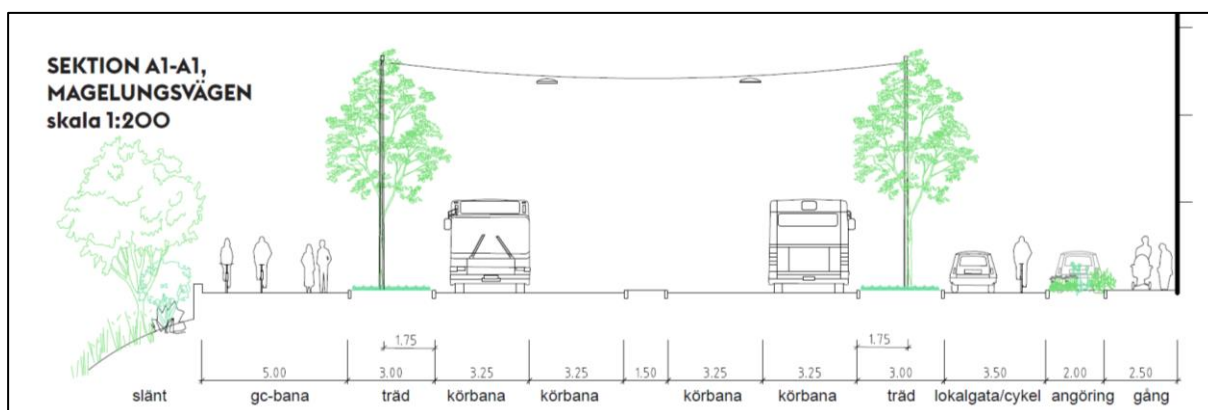 SEKTION A1-A1,
MAGELUNGSVÄGEN
skala 1:200
1.75 1.75
5.00 3.00 3.25 3.25 1.50 3.25 3.25 3.00 3.50 2.00 2.50
slänt gc-bana träd körbana körbana körbana körbana träd lokalgata/cykel angöring gång